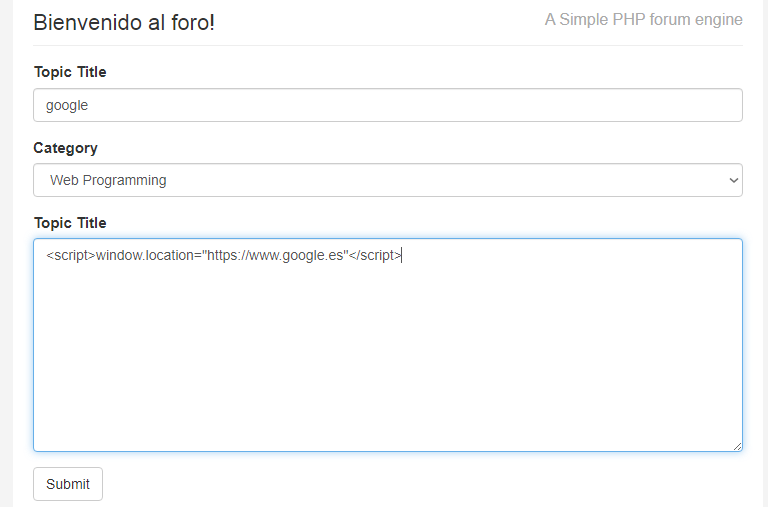 Bienvenido al foro! A Simple PHP forum engine
Topic Title
google
Category
Web Programming
Topic Title
<script>window.location="https://www.google.es"</script>
Submit